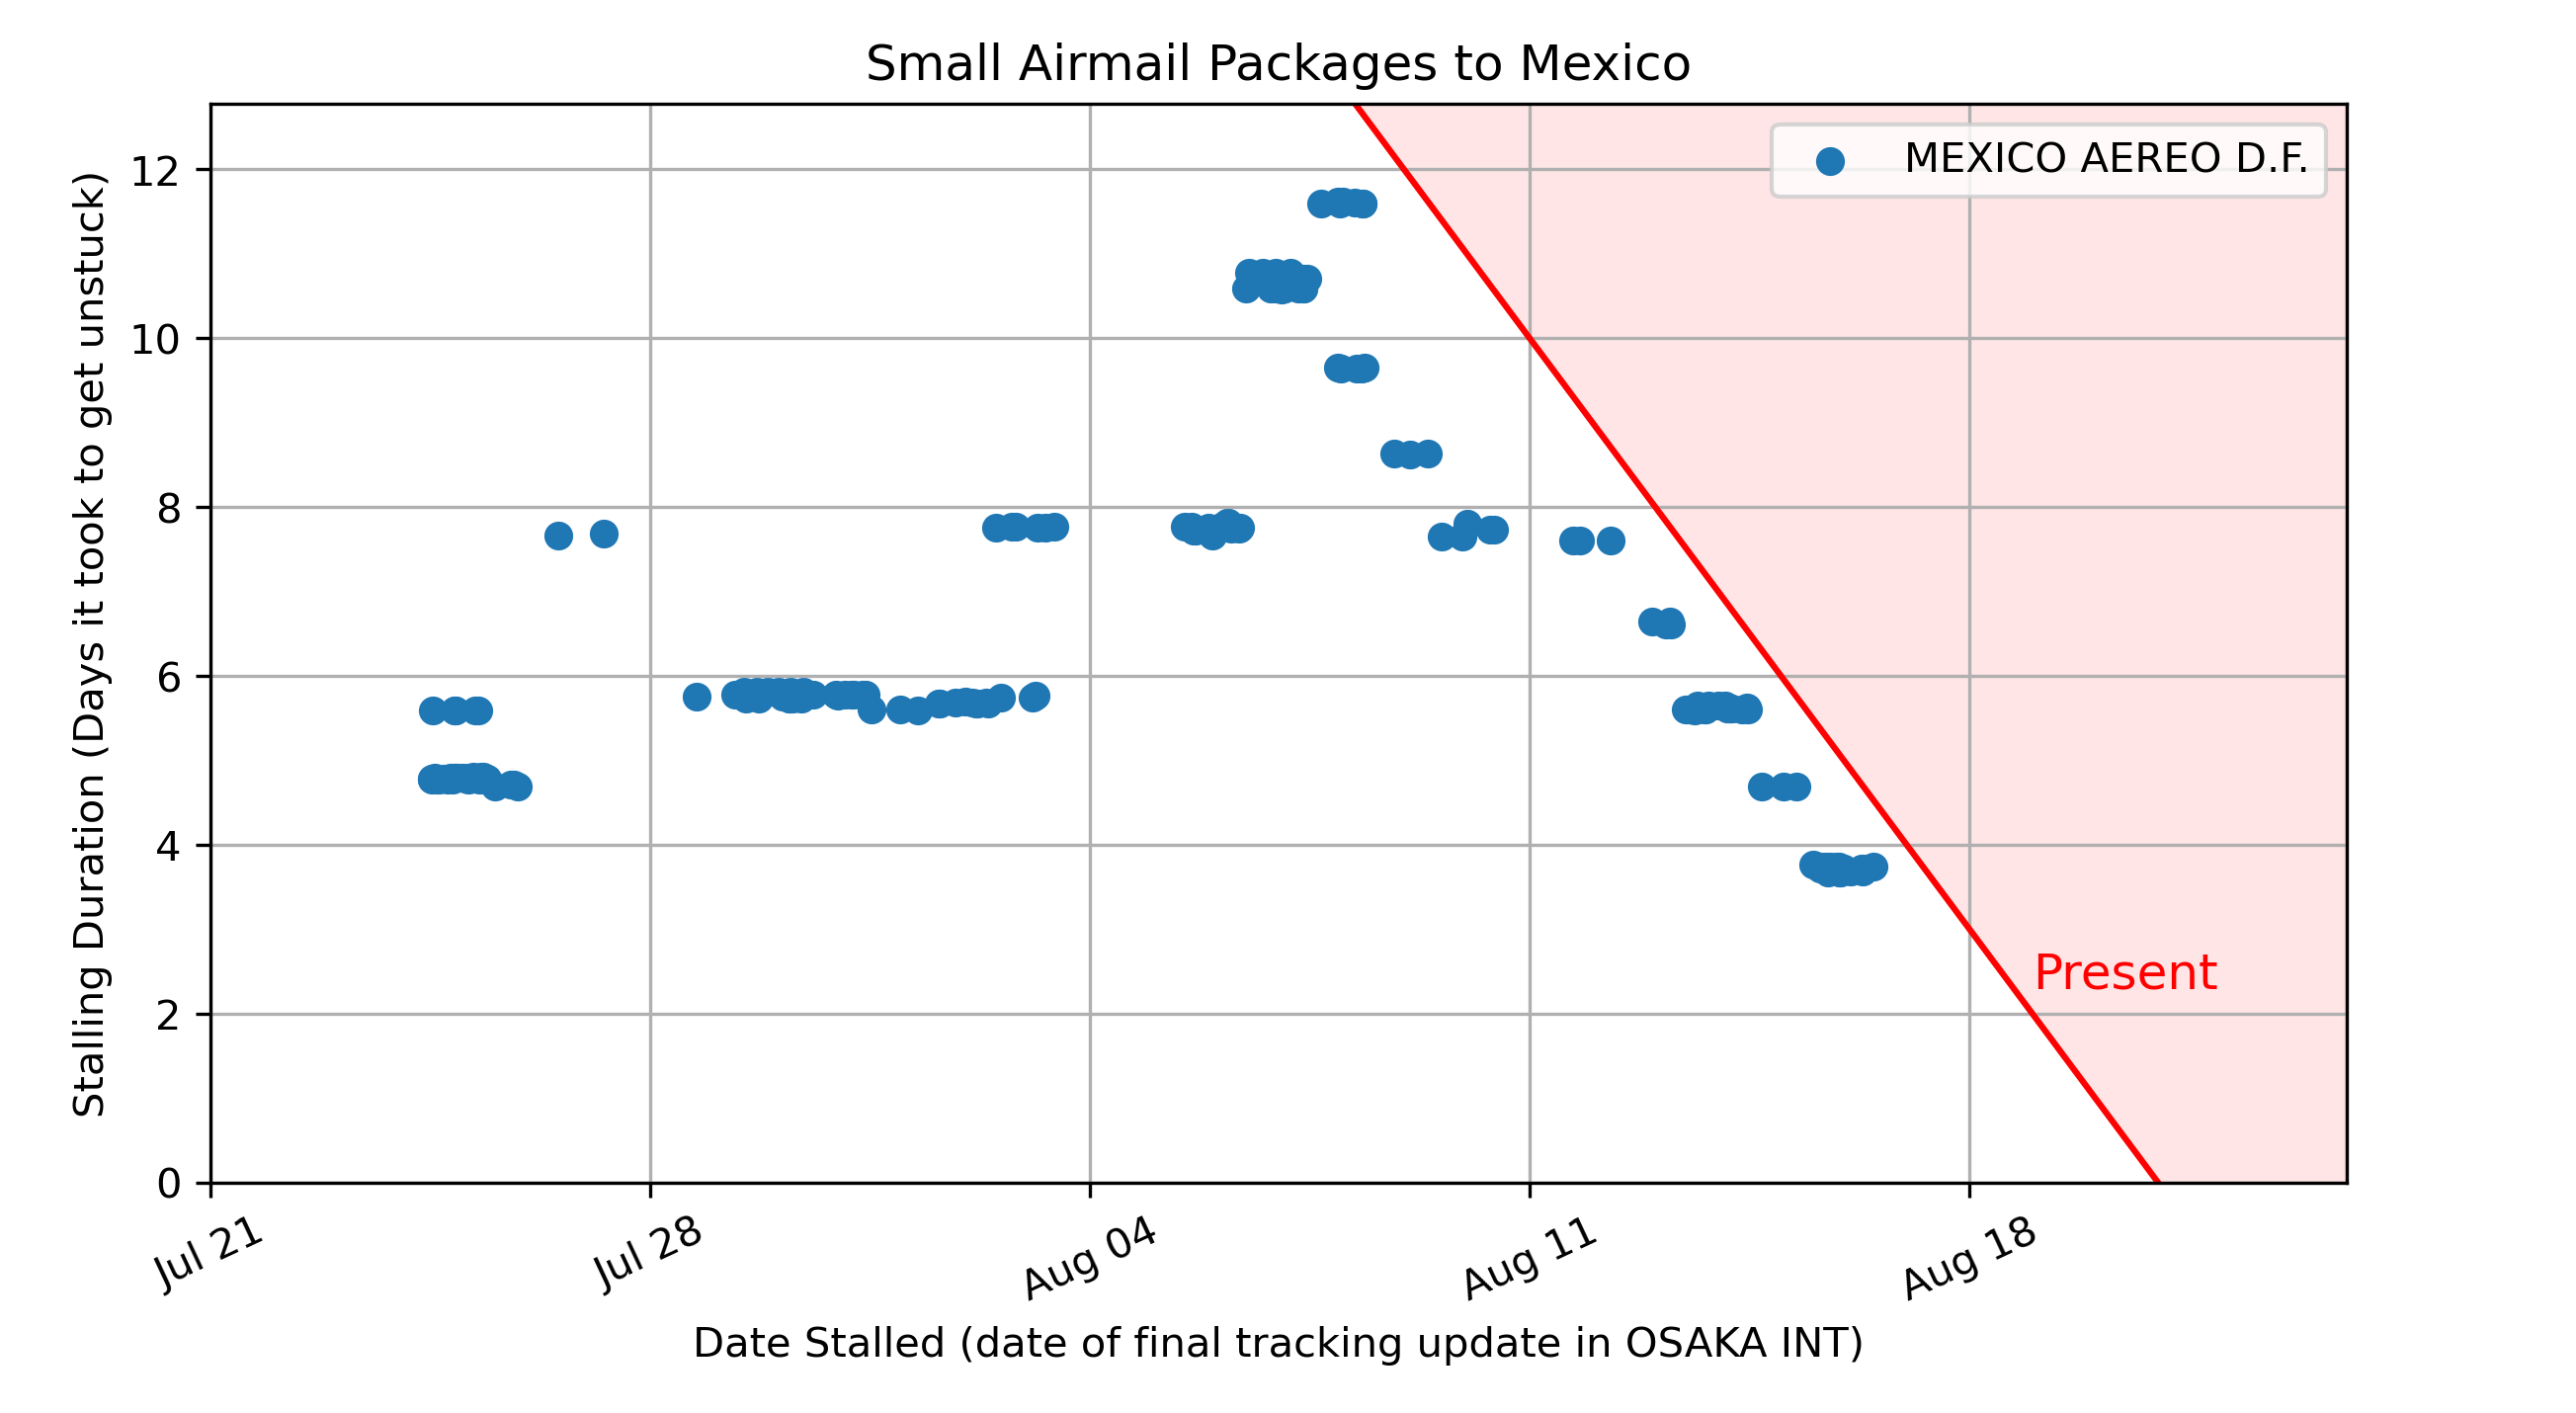 Small Airmail Packages to Mexico
MEXICO AEREO D.F.
Stalling Duration (Days it took to get unstuck)
12
10
8
6
4
2
0
Present
Jul 21
Jul 28
Aug 04
Aug 11
Aug 18
Date Stalled (date of final tracking update in OSAKA INT)